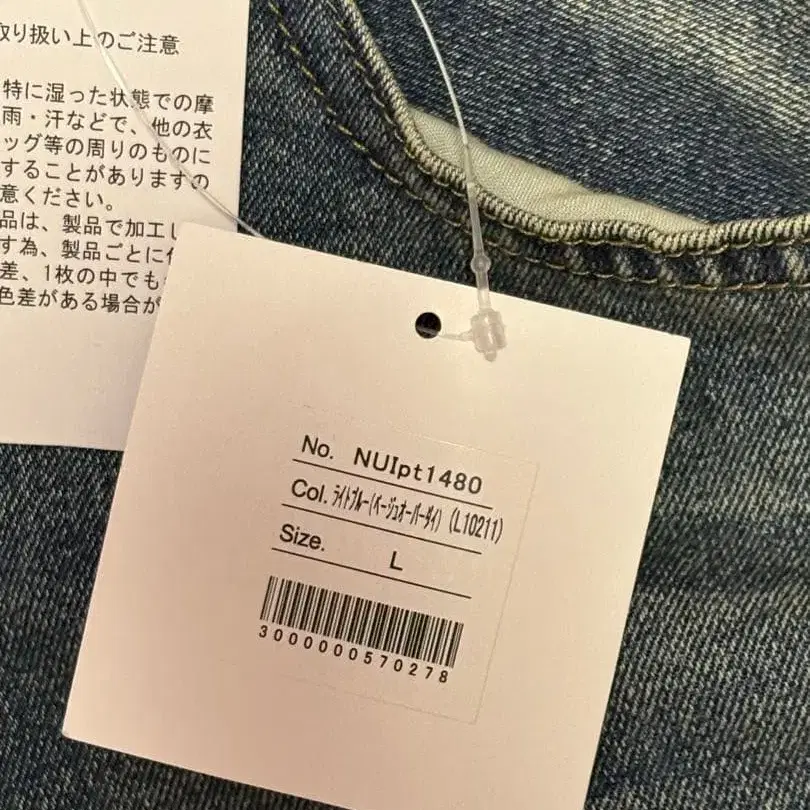 取り扱い上のご注意
特に湿った状態での摩
雨・汗などで、他の衣
ッグ等の周りのものに
することがありますの
意ください。
品は、製品で加工し
す為、製品ごとに
差、1枚の中でも
色差がある場合が
No. NUIpt1480
Col. ライトブルー(ベージュオーバーダイ) (L10211)
Size. L
3000000570278